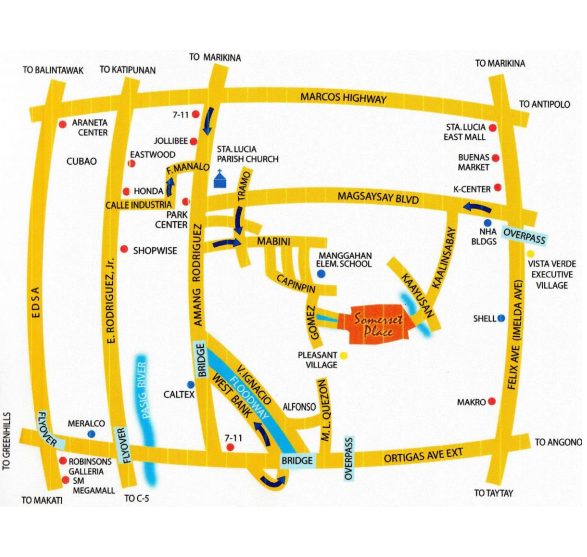 TO MARIKINA
TO MARIKINA
TO BALINTAWAK
TO KATIPUNAN
MARCOS HIGHWAY
TO ANTIPOLO
7-11
ARANETA
CENTER
STA. LUCIA
EAST MALL
JOLLIBEE
STA. LUCIA
PARISH CHURCH
EASTWOOD
CUBAO
BUENAS
MARKET
F. MANALO
TRAMO
HONDA
K-CENTER
MAGSAYSAY BLVD
CALLE INDUSTRIA
PARK
CENTER
NHA
BLDGS
OVERPASS
MABINI
SHOPWISE
MANGGAHAN
ELEM. SCHOOL
KAALINSABAY
VISTA VERDE
EXECUTIVE
VILLAGE
EDSA
E. RODRIGUEZ, Jr.
AMANG RODRIGUEZ
CAPINPIN
KAAYUSAN
GOMEZ
Somerset
Place
SHELL
FELIX AVE (IMELDA AVE)
PLEASANT
VILLAGE
BRIDGE
V. IGNACIO
FLOODWAY
WEST BANK
PASIG RIVER
CALTEX
ALFONSO
M. L. QUEZON
MAKRO
TO GREENHILLS
FLYOVER
MERALCO
FLYOVER
7-11
BRIDGE
OVERPASS
ORTIGAS AVE EXT
TO ANGONO
ROBINSONS
GALLERIA
SM
MEGAMALL
TO MAKATI
TO C-5
TO TAYTAY